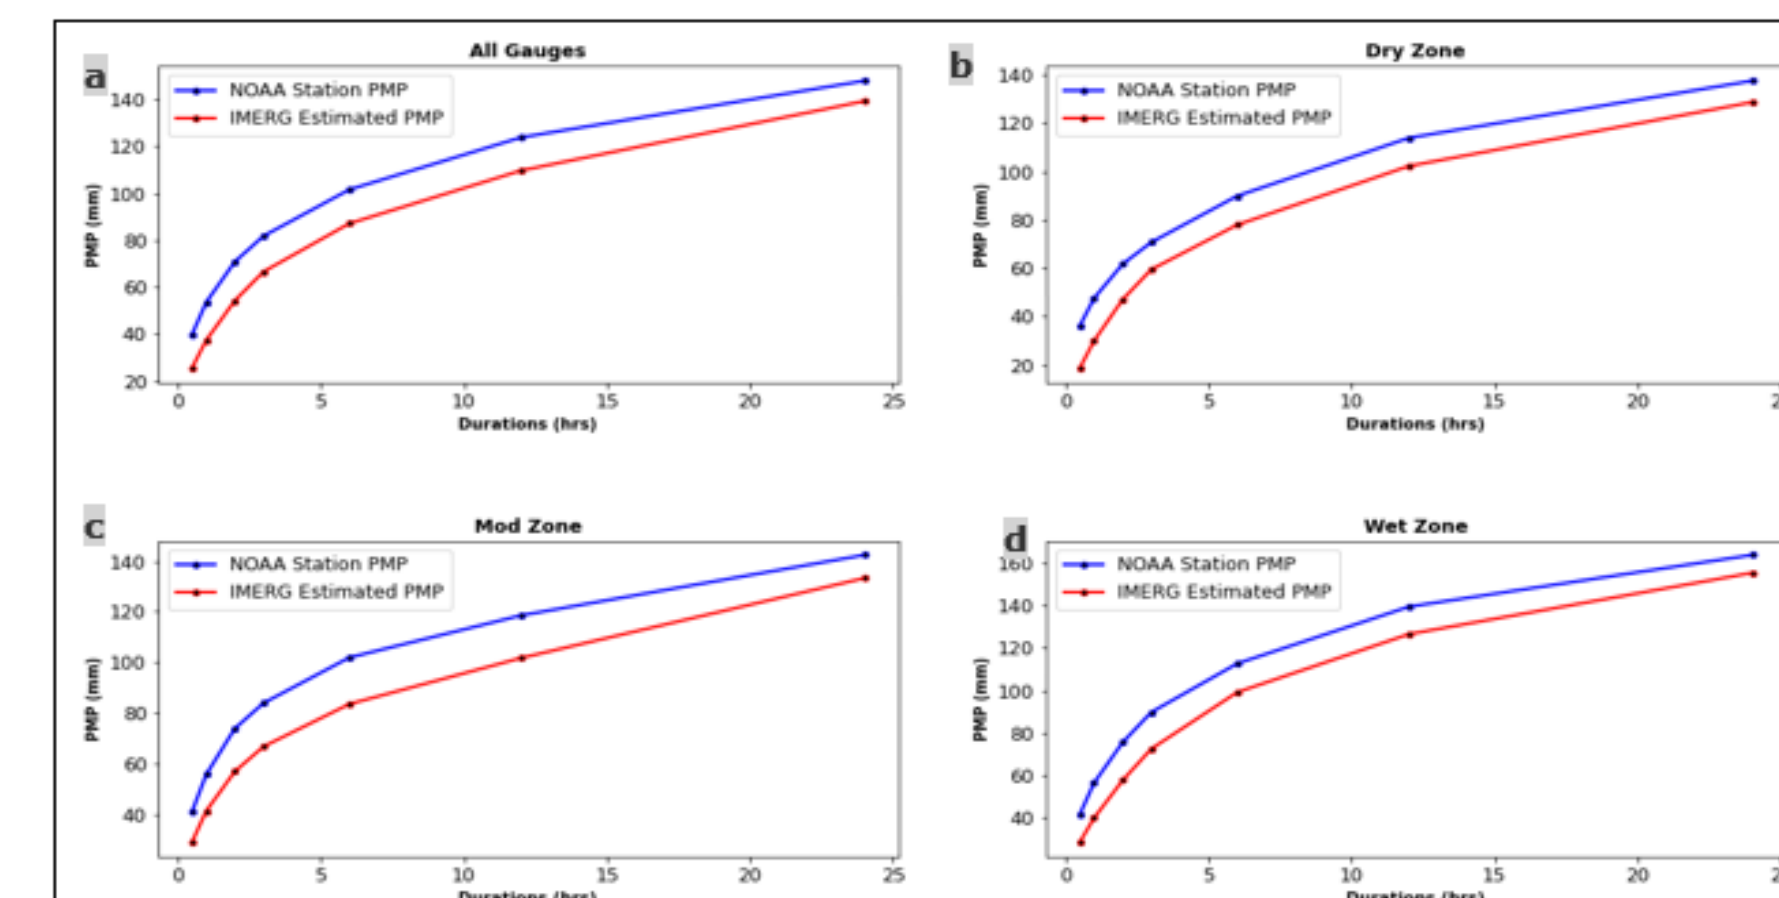 a
All Gauges
NOAA Station PMP
IMERG Estimated PMP
140
120
100
80
60
40
20
PMP (mm)
0 5 10 15 20 25
Durations (hrs)
b
Dry Zone
NOAA Station PMP
IMERG Estimated PMP
140
120
100
80
60
40
20
PMP (mm)
0 5 10 15 20
Durations (hrs)
c
Mod Zone
NOAA Station PMP
IMERG Estimated PMP
140
120
100
80
60
40
PMP (mm)
0 5 10 15 20 25
Durations (hrs)
d
Wet Zone
NOAA Station PMP
IMERG Estimated PMP
160
140
120
100
80
60
40
PMP (mm)
0 5 10 15 20
Durations (hrs)